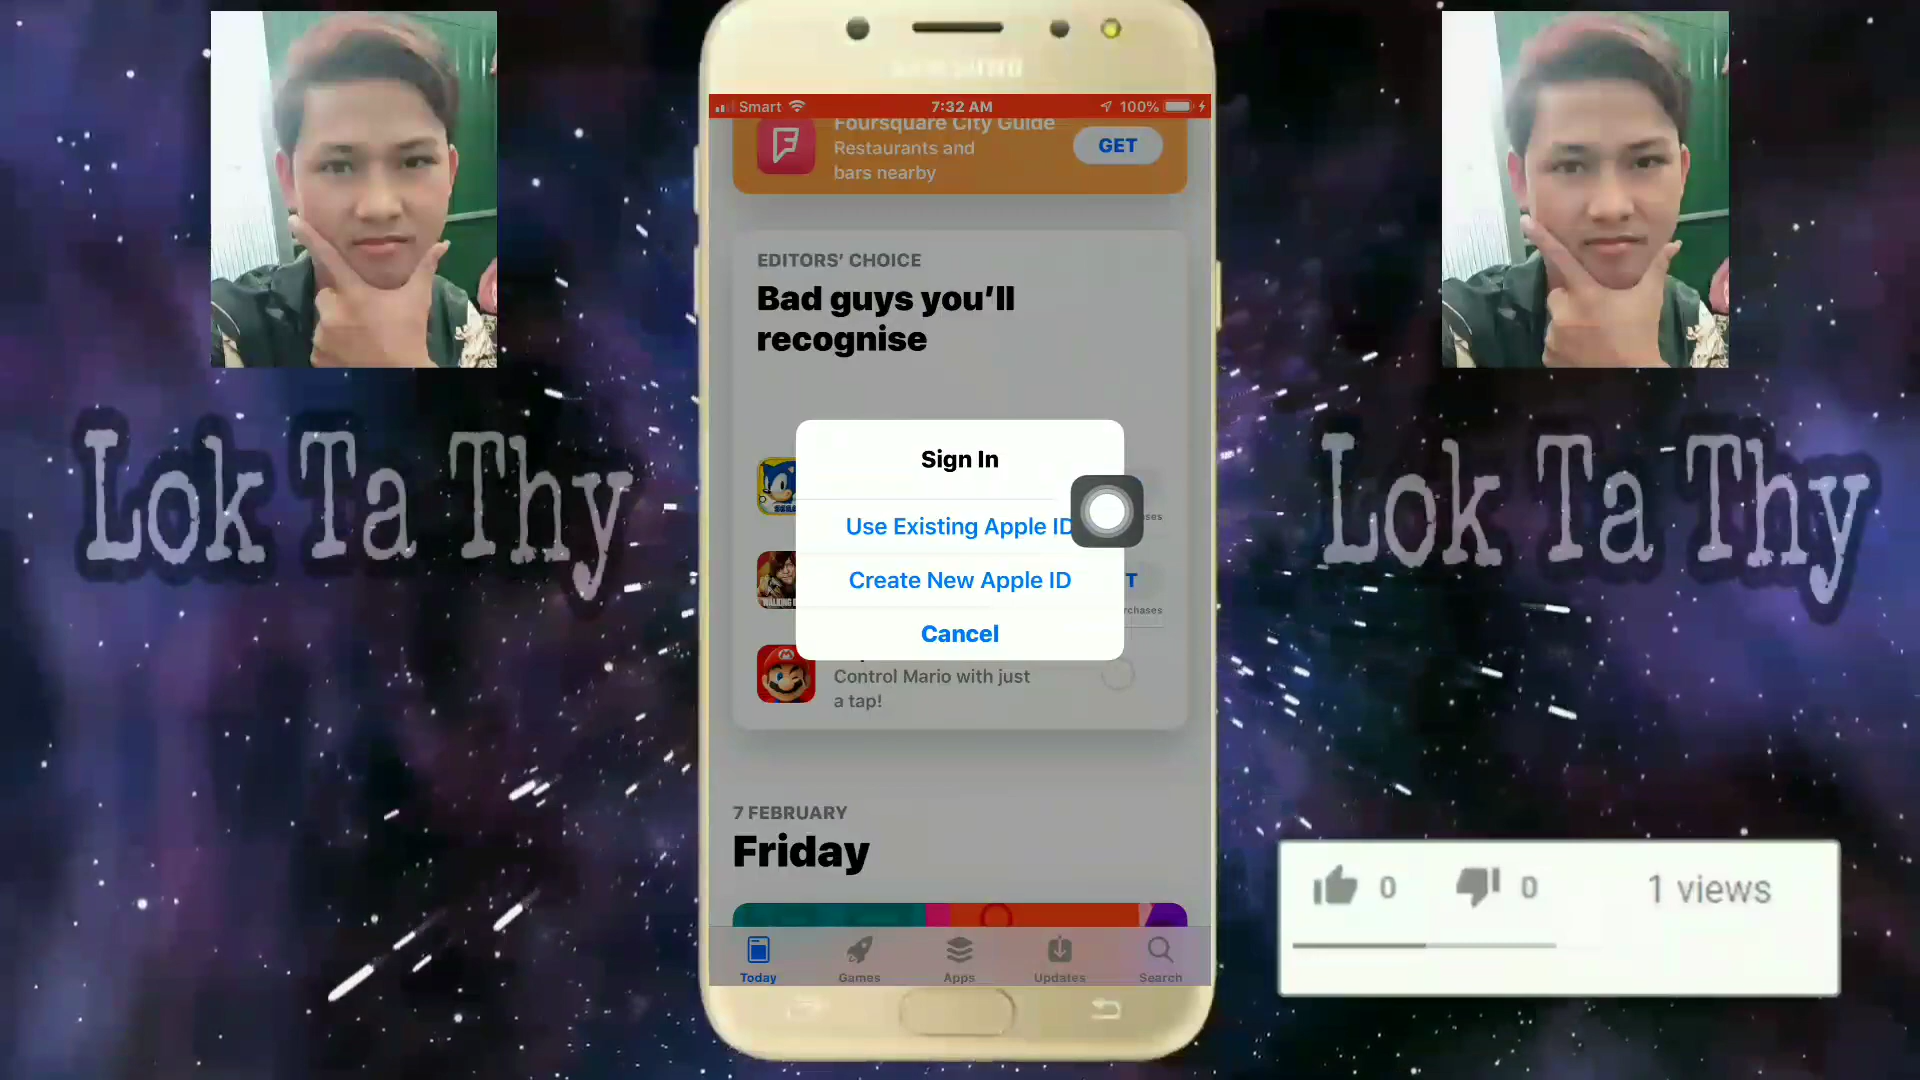 SAMSUNG
Smart
7:32 AM
100%
Foursquare City Guide
Restaurants and
bars nearby
GET
EDITORS’ CHOICE
Bad guys you’ll
recognise
Sign In
Use Existing Apple ID
Create New Apple ID
Cancel
Control Mario with just
a tap!
7 FEBRUARY
Friday
Today
Games
Apps
Updates
Search
Lok Ta Thy
Lok Ta Thy
0
0
1 views